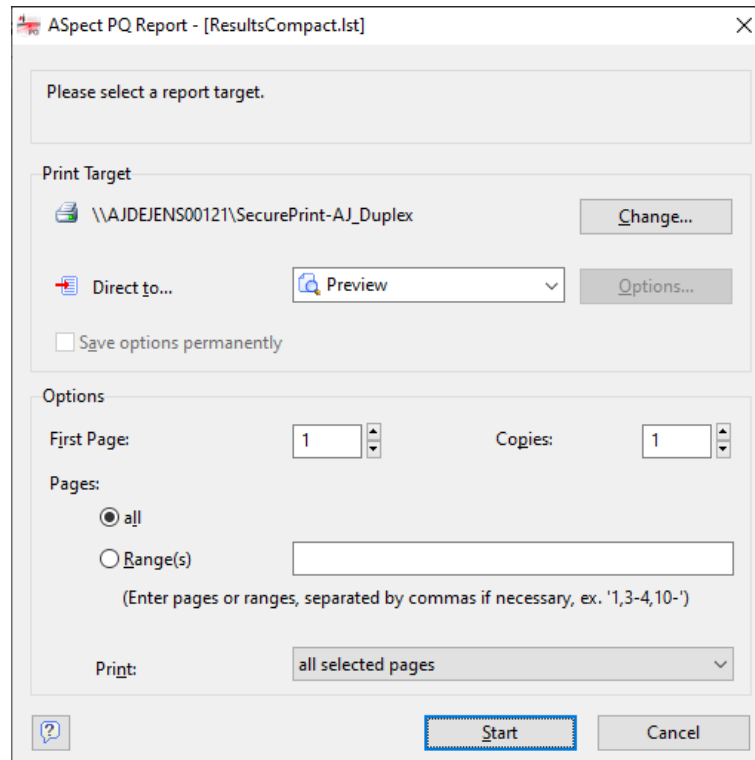 ASpect PQ Report - [ResultsCompact.lst]
Please select a report target.
Print Target
\\AJDEJENS00121\SecurePrint-AJ_Duplex
Change...
Direct to...
Preview
Options...
Save options permanently
Options
First Page:
1
Copies:
1
Pages:
all
Range(s)
(Enter pages or ranges, separated by commas if necessary, ex. '1,3-4,10-')
Print:
all selected pages
Start
Cancel